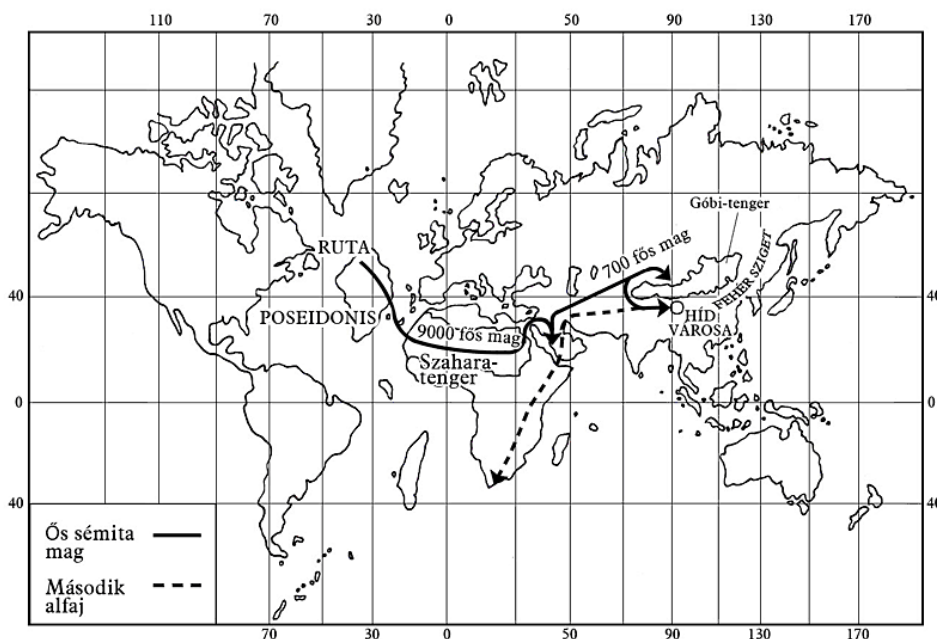 110 70 30 0 50 90 130 170
Góbi-tenger
RUTA
700 fős mag
FEHÉR SZIGET
40 40
POSEIDONIS
9000 fős mag
HÍD
VÁROSA
Szahara-
tenger
0 0
40 40
Ős sémita
mag
Második
alfaj
70 30 0 50 90 130 170